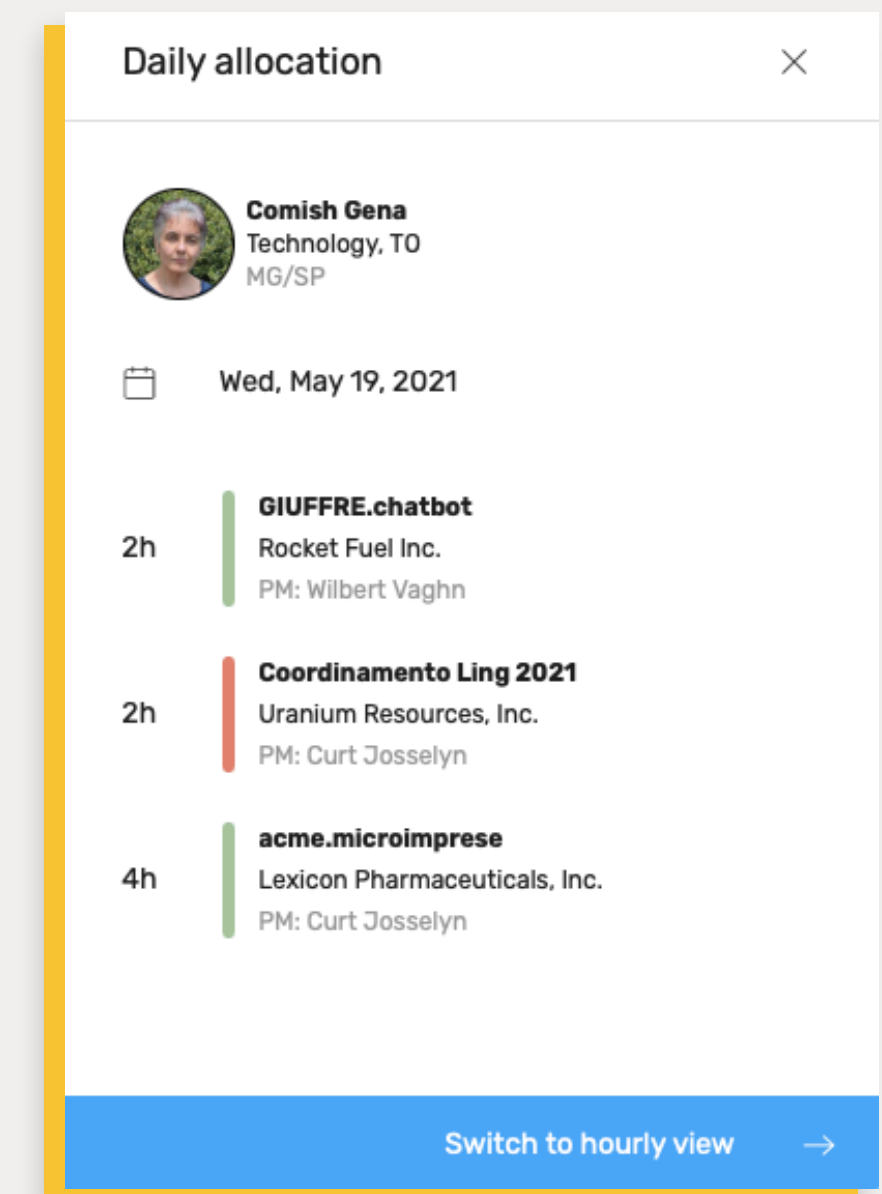 Daily allocation
Comish Gena
Technology, TO
MG/SP
Wed, May 19, 2021
GIUFFRE.chatbot
2h
Rocket Fuel Inc.
PM: Wilbert Vaghn
Coordinamento Ling 2021
2h
Uranium Resources, Inc.
PM: Curt Josselyn
acme.microimprese
4h
Lexicon Pharmaceuticals, Inc.
PM: Curt Josselyn
Switch to hourly view